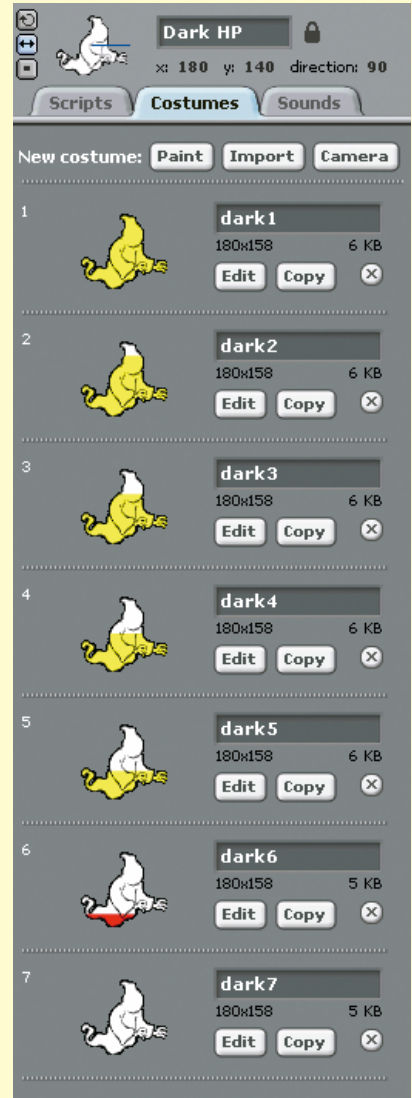 Dark HP
x: 180 y: 140 direction: 90
Scripts Costumes Sounds
New costume: Paint Import Camera
1
dark1
180x158 6 KB
Edit Copy
2
dark2
180x158 6 KB
Edit Copy
3
dark3
180x158 6 KB
Edit Copy
4
dark4
180x158 6 KB
Edit Copy
5
dark5
180x158 6 KB
Edit Copy
6
dark6
180x158 5 KB
Edit Copy
7
dark7
180x158 5 KB
Edit Copy